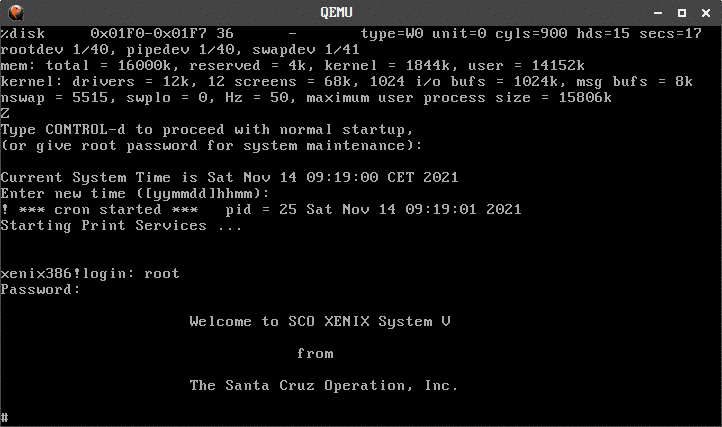 QEMU
%disk 0x01F0-0x01F7 36 - type=W0 unit=0 cyls=900 hds=15 secs=17
rootdev 1/40, pipedev 1/40, swapdev 1/41
mem: total = 16000k, reserved = 4k, kernel = 1844k, user = 14152k
kernel: drivers = 12k, 12 screens = 68k, 1024 i/o bufs = 1024k, msg bufs = 8k
nswap = 5515, swplo = 0, Hz = 50, maximum user process size = 15806k
Z
Type CONTROL-d to proceed with normal startup,
(or give root password for system maintenance):
Current System Time is Sat Nov 14 09:19:00 CET 2021
Enter new time ([yymmdd]hhmm):
! *** cron started *** pid = 25 Sat Nov 14 09:19:01 2021
Starting Print Services ...
xenix386!login: root
Password:
Welcome to SCO XENIX System V
from
The Santa Cruz Operation, Inc.
#